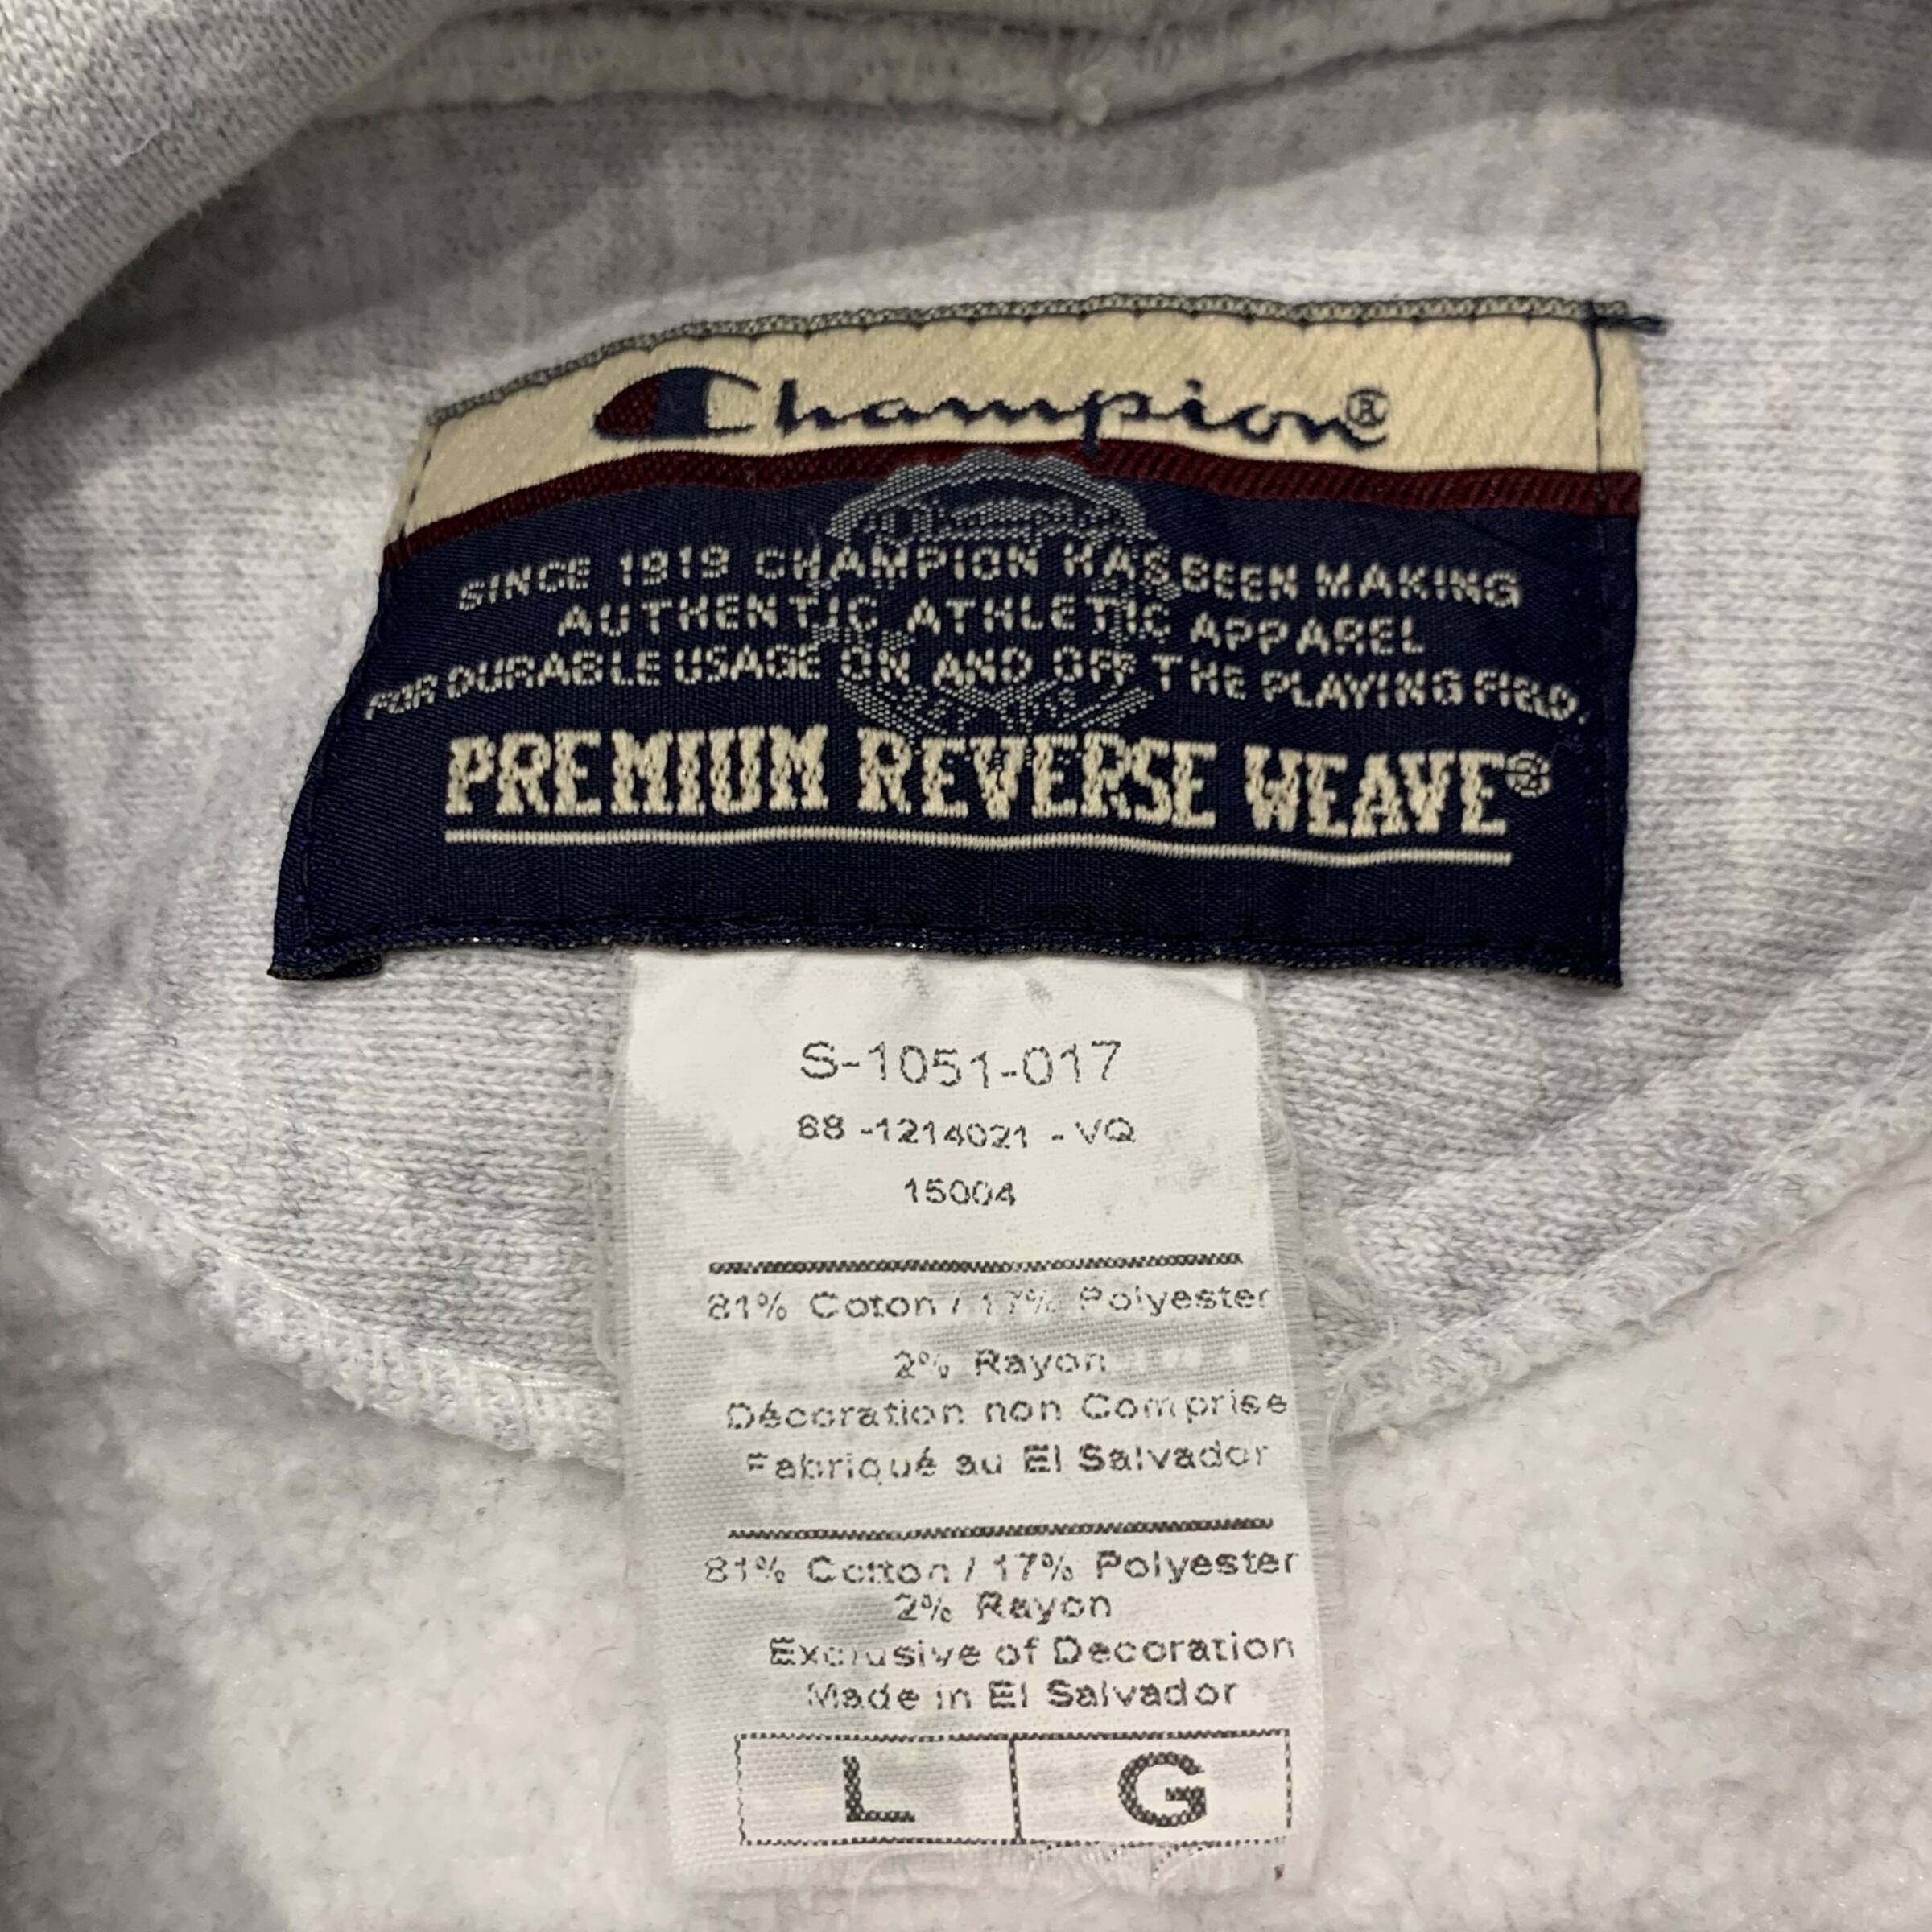 Champion®
Champion
SINCE 1919 CHAMPION HAS BEEN MAKING
AUTHENTIC ATHLETIC APPAREL
FOR DURABLE USAGE ON AND OFF THE PLAYING FIELD.
PREMIUM REVERSE WEAVE®
S-1051-017
68 -1214021 - VQ
15004
81% Coton / 17% Polyester
2% Rayon
Décoration non Comprise
Fabriqué au El Salvador
81% Cotton / 17% Polyester
2% Rayon
Exclusive of Decoration
Made in El Salvador
L G